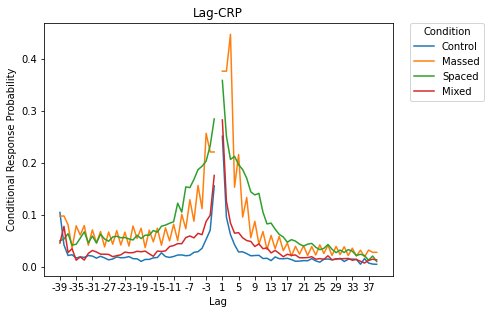 Lag-CRP
Condition
Control
Massed
Spaced
Mixed
Conditional Response Probability
0.4
0.3
0.2
0.1
0.0
-39 -35 -31 -27 -23 -19 -15 -11 -7 -3 1 5 9 13 17 21 25 29 33 37
Lag